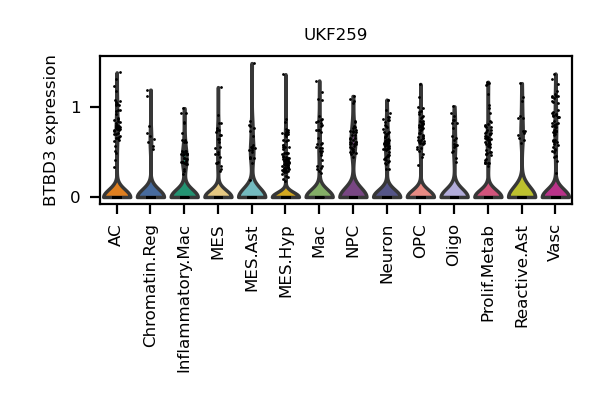 UKF259
BTBD3 expression
1
0
AC
Chromatin.Reg
Inflammatory.Mac
MES
MES.Ast
MES.Hyp
Mac
NPC
Neuron
OPC
Oligo
Prolif.Metab
Reactive.Ast
Vasc